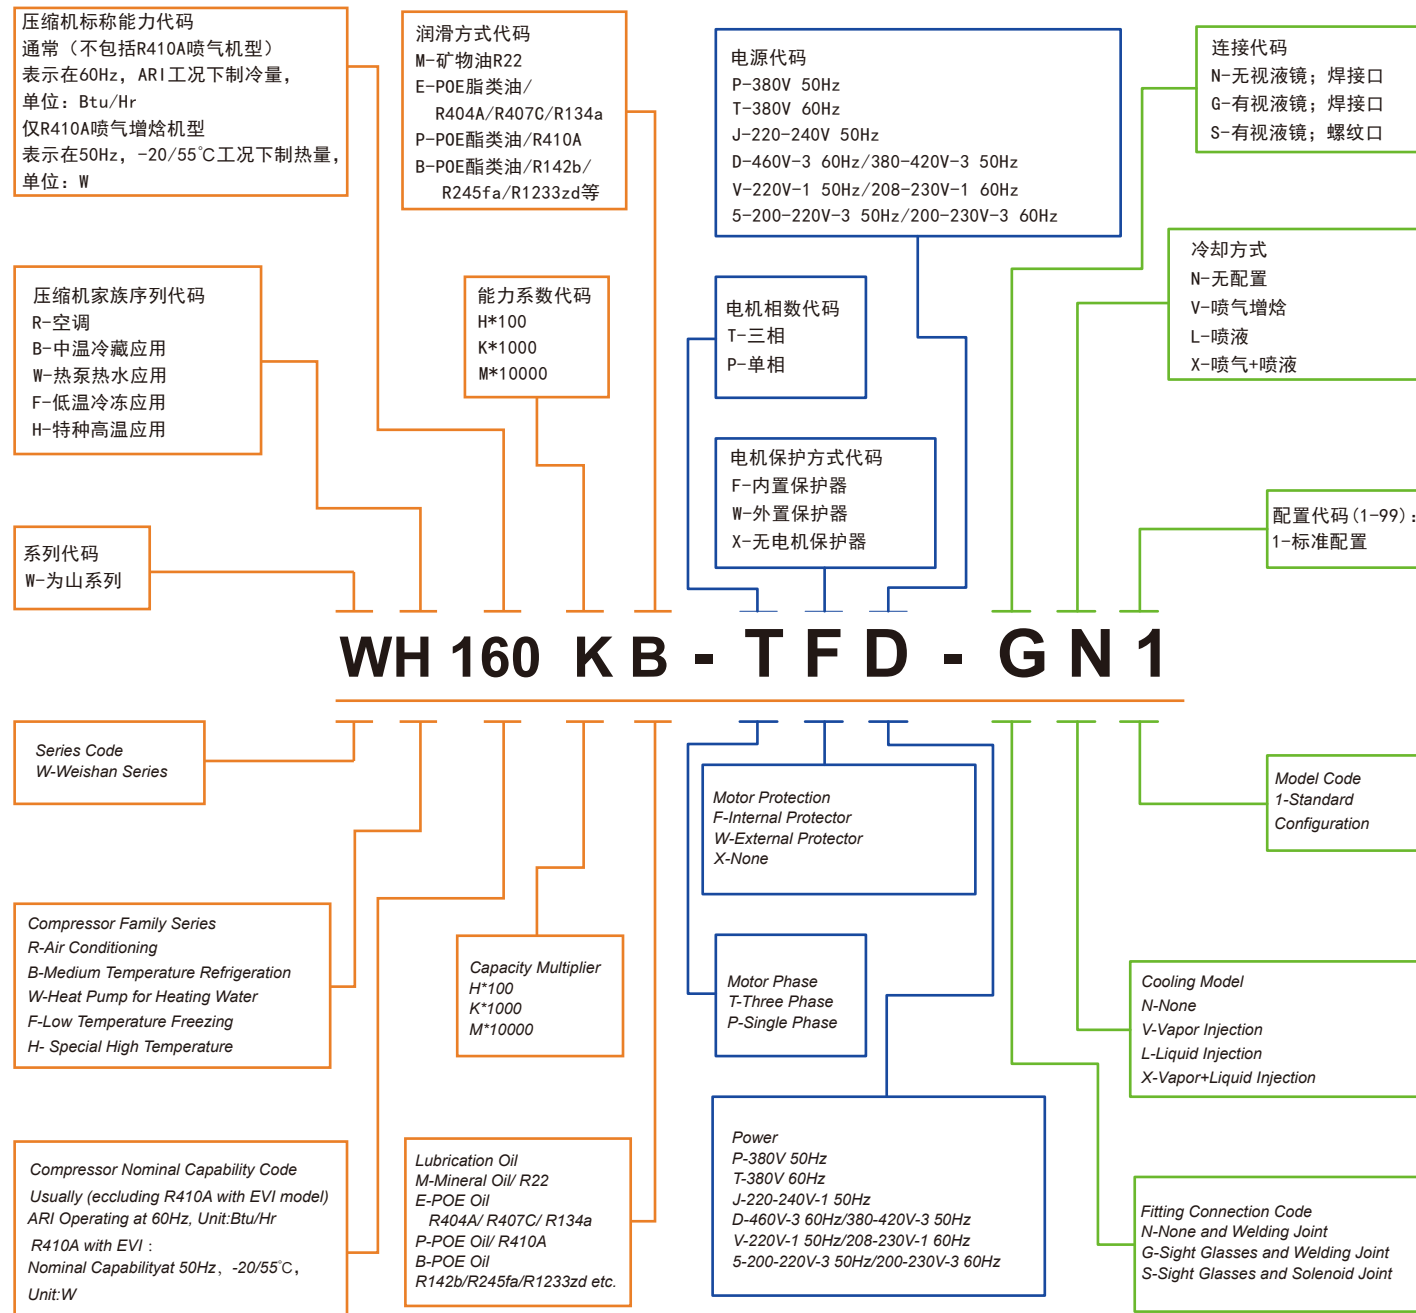 压缩机标称能力代码
通常（不包括R410A喷气机型）
表示在60Hz，ARI工况下制冷量，
单位：Btu/Hr
仅R410A喷气增焓机型
表示在50Hz，-20/55℃工况下制热量，
单位：W
润滑方式代码
M-矿物油R22
E-POE脂类油/
R404A/R407C/R134a
P-POE酯类油/R410A
B-POE酯类油/R142b/
R245fa/R1233zd等
电源代码
P-380V 50Hz
T-380V 60Hz
J-220-240V 50Hz
D-460V-3 60Hz/380-420V-3 50Hz
V-220V-1 50Hz/208-230V-1 60Hz
5-200-220V-3 50Hz/200-230V-3 60Hz
连接代码
N-无视液镜；焊接口
G-有视液镜；焊接口
S-有视液镜；螺纹口
压缩机家族序列代码
R-空调
B-中温冷藏应用
W-热泵热水应用
F-低温冷冻应用
H-特种高温应用
能力系数代码
H*100
K*1000
M*10000
电机相数代码
T-三相
P-单相
冷却方式
N-无配置
V-喷气增焓
L-喷液
X-喷气+喷液
电机保护方式代码
F-内置保护器
W-外置保护器
X-无电机保护器
系列代码
W-为山系列
配置代码(1-99)：
1-标准配置
WH 160 K B - T F D - G N 1
Series Code
W-Weishan Series
Motor Protection
F-Internal Protector
W-External Protector
X-None
Model Code
1-Standard
Configuration
Compressor Family Series
R-Air Conditioning
B-Medium Temperature Refrigeration
W-Heat Pump for Heating Water
F-Low Temperature Freezing
H- Special High Temperature
Capacity Multiplier
H*100
K*1000
M*10000
Motor Phase
T-Three Phase
P-Single Phase
Cooling Model
N-None
V-Vapor Injection
L-Liquid Injection
X-Vapor+Liquid Injection
Compressor Nominal Capability Code
Usually (eccluding R410A with EVI model)
ARI Operating at 60Hz, Unit:Btu/Hr
R410A with EVI :
Nominal Capabilityat 50Hz、-20/55℃,
Unit:W
Lubrication Oil
M-Mineral Oil/ R22
E-POE Oil
R404A/ R407C/ R134a
P-POE Oil/ R410A
B-POE Oil
R142b/R245fa/R1233zd etc.
Power
P-380V 50Hz
T-380V 60Hz
J-220-240V-1 50Hz
D-460V-3 60Hz/380-420V-3 50Hz
V-220V-1 50Hz/208-230V-1 60Hz
5-200-220V-3 50Hz/200-230V-3 60Hz
Fitting Connection Code
N-None and Welding Joint
G-Sight Glasses and Welding Joint
S-Sight Glasses and Solenoid Joint